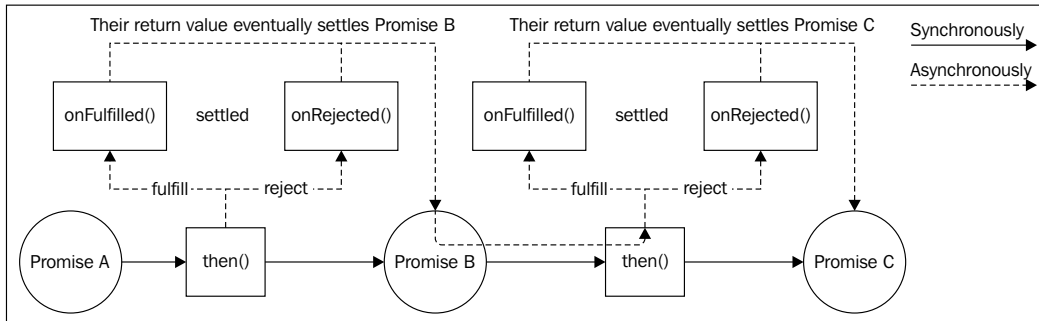 Their return value eventually settles Promise B
Their return value eventually settles Promise C
Synchronously
Asynchronously
onFulfilled()
settled
onRejected()
onFulfilled()
settled
onRejected()
fulfill
reject
fulfill
reject
Promise A
then()
Promise B
then()
Promise C